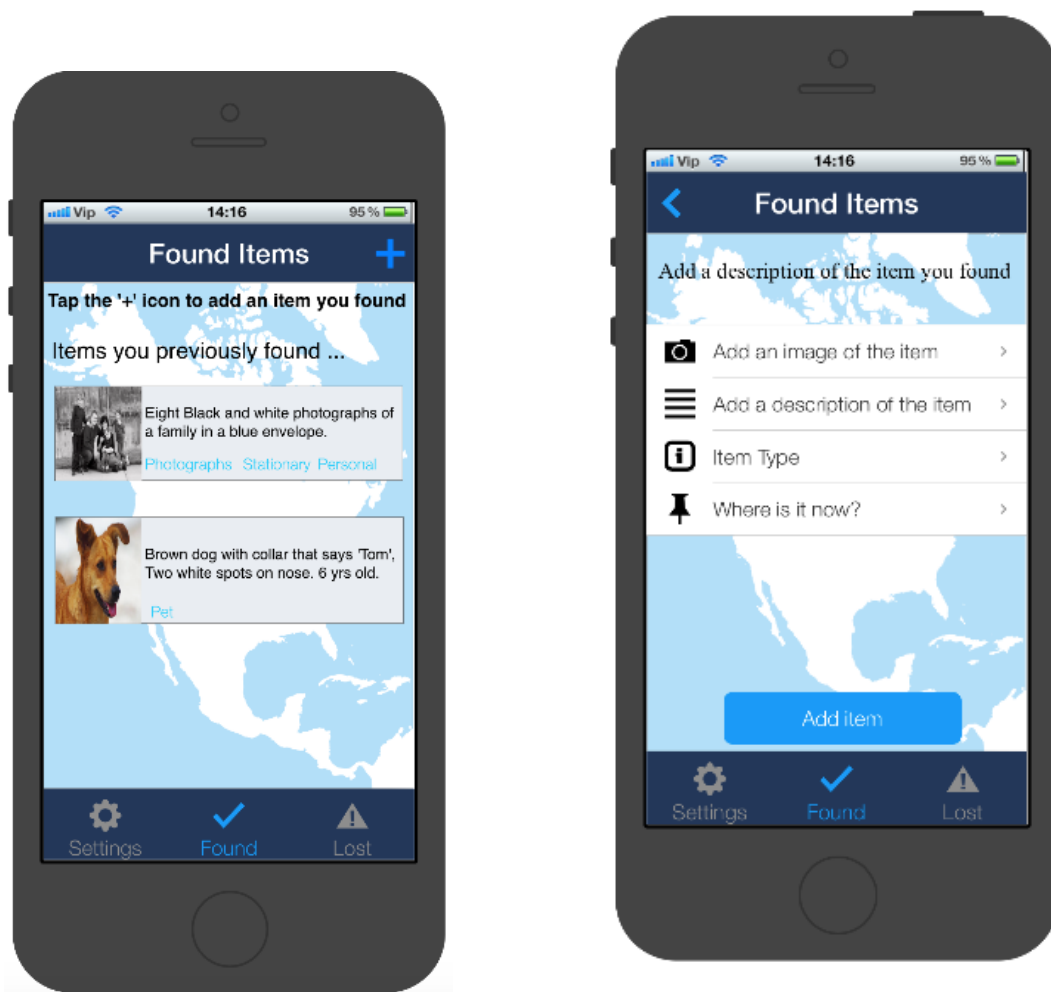 Vip 14:16 95%
Found Items +
Tap the '+' icon to add an item you found
Items you previously found ...
Eight Black and white photographs of
a family in a blue envelope.
Photographs Stationary Personal
Brown dog with collar that says 'Tom',
Two white spots on nose. 6 yrs old.
Pet
Settings Found Lost
Vip 14:16 95%
Found Items
Add a description of the item you found
Add an image of the item
Add a description of the item
Item Type
Where is it now?
Add item
Settings Found Lost